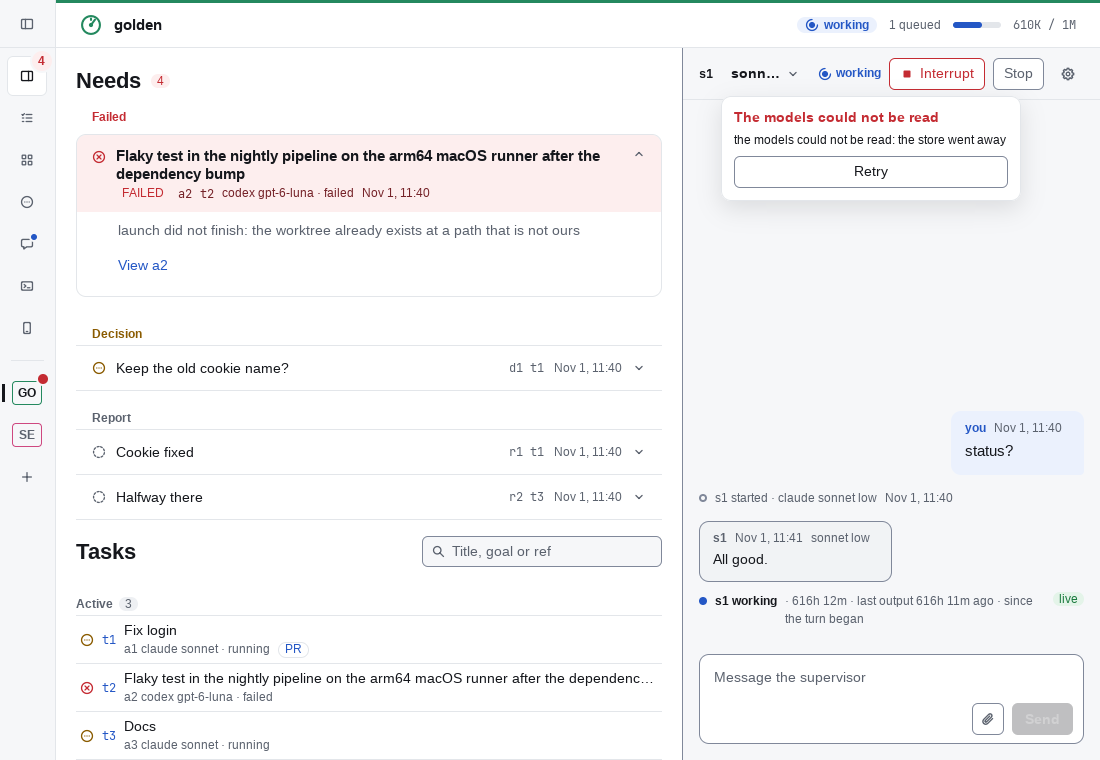 golden
working
1 queued
610K / 1M
4
GO
SE
Needs 4
Failed
Flaky test in the nightly pipeline on the arm64 macOS runner after the
dependency bump
FAILED a2 t2 codex gpt-6-luna · failed Nov 1, 11:40
launch did not finish: the worktree already exists at a path that is not ours
View a2
Decision
Keep the old cookie name? d1 t1 Nov 1, 11:40
Report
Cookie fixed r1 t1 Nov 1, 11:40
Halfway there r2 t3 Nov 1, 11:40
Tasks
Title, goal or ref
Active 3
t1 Fix login
a1 claude sonnet · running PR
t2 Flaky test in the nightly pipeline on the arm64 macOS runner after the dependenc…
a2 codex gpt-6-luna · failed
t3 Docs
a3 claude sonnet · running
s1 sonn… working Interrupt Stop
The models could not be read
the models could not be read: the store went away
Retry
you Nov 1, 11:40
status?
s1 started · claude sonnet low Nov 1, 11:40
s1 Nov 1, 11:41 sonnet low
All good.
s1 working · 616h 12m · last output 616h 11m ago · since
the turn began
live
Message the supervisor
Send